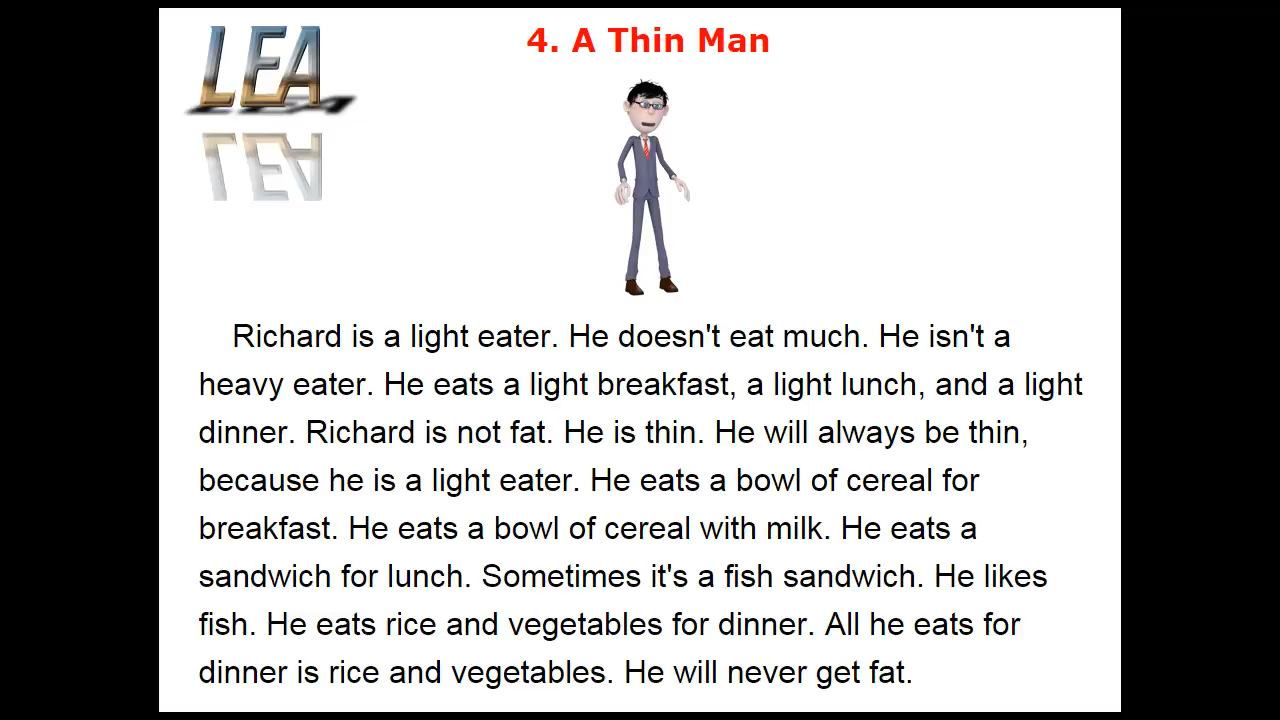 LEA
4. A Thin Man
Richard is a light eater. He doesn't eat much. He isn't a
heavy eater. He eats a light breakfast, a light lunch, and a light
dinner. Richard is not fat. He is thin. He will always be thin,
because he is a light eater. He eats a bowl of cereal for
breakfast. He eats a bowl of cereal with milk. He eats a
sandwich for lunch. Sometimes it's a fish sandwich. He likes
fish. He eats rice and vegetables for dinner. All he eats for
dinner is rice and vegetables. He will never get fat.